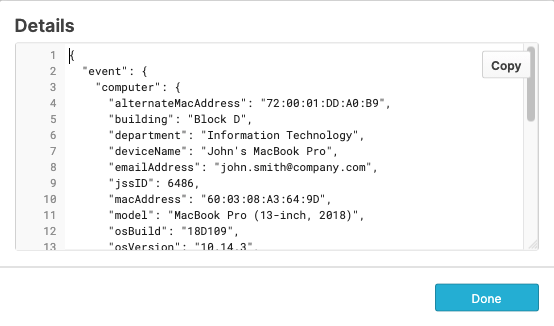 Details
1 {
2 "event": {
3 "computer": {
4 "alternateMacAddress": "72:00:01:DD:A0:B9",
5 "building": "Block D",
6 "department": "Information Technology",
7 "deviceName": "John's MacBook Pro",
8 "emailAddress": "john.smith@company.com",
9 "jssID": 6486,
10 "macAddress": "60:03:08:A3:64:9D",
11 "model": "MacBook Pro (13-inch, 2018)",
12 "osBuild": "18D109",
13 "osVersion": "10.14.3",
Copy
Done